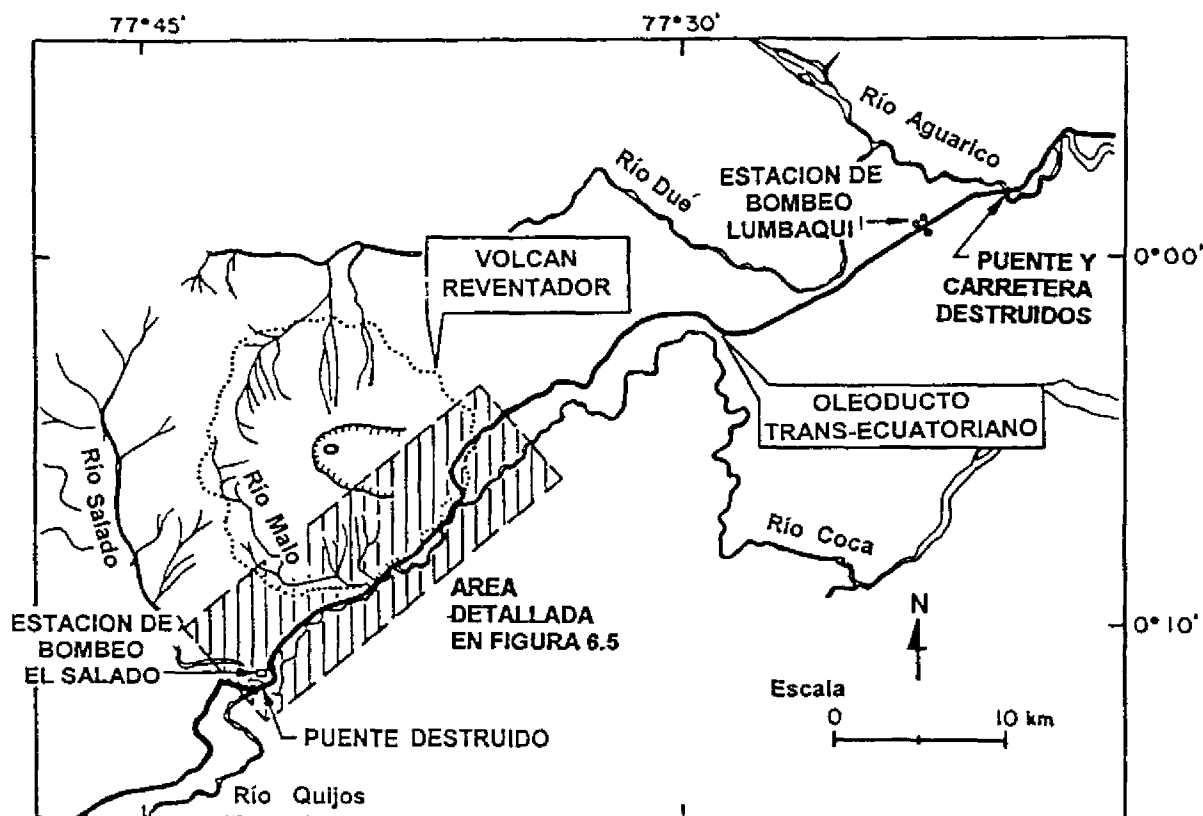 77°45'
77°30'
Río Aguarico
Río Dué
ESTACION DE
BOMBEO
LUMBAQUI
VOLCAN
REVENTADOR
0°00'
PUENTE Y
CARRETERA
DESTRUIDOS
OLEODUCTO
TRANS-ECUATORIANO
Río Salado
Río Malo
Río Coca
AREA
DETALLADA
EN FIGURA 6.5
N
0°10'
ESTACION DE
BOMBEO
EL SALADO
Escala
0 10 km
PUENTE DESTRUIDO
Río Quijos